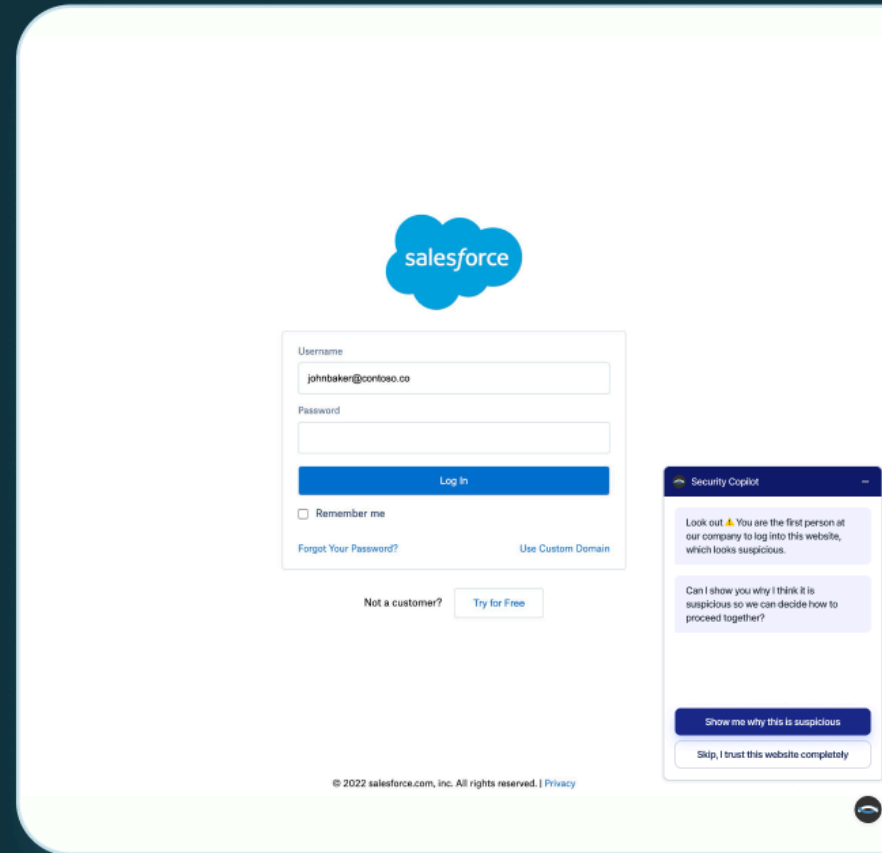 salesforce
Username
johnbaker@contoso.co
Password
Log In
Remember me
Forgot Your Password?
Use Custom Domain
Not a customer?
Try for Free
© 2022 salesforce.com, inc. All rights reserved. | Privacy
Security Copilot
Look out ⚠️ You are the first person at
our company to log into this website,
which looks suspicious.
Can I show you why I think it is
suspicious so we can decide how to
proceed together?
Show me why this is suspicious
Skip, I trust this website completely